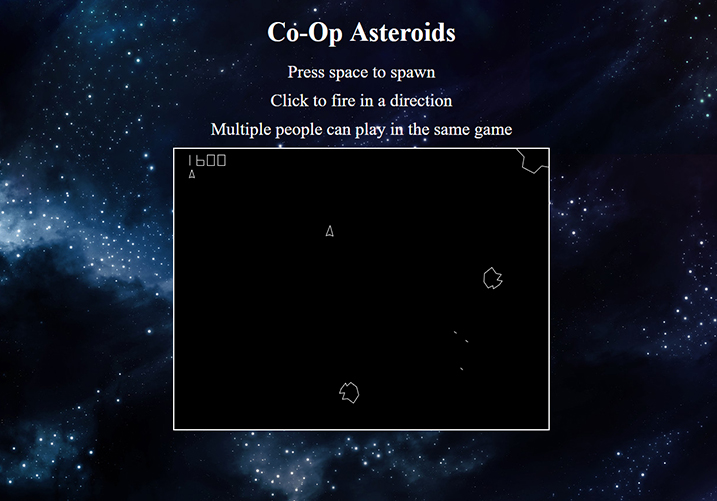 Co-Op Asteroids
Press space to spawn
Click to fire in a direction
Multiple people can play in the same game
1600